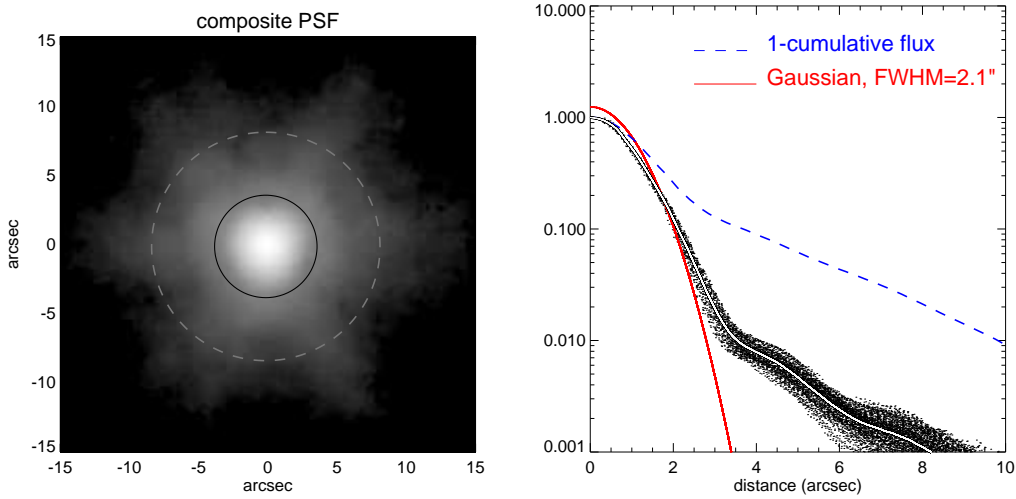 composite PSF
15
10
5
0
-5
-10
-15
-15 -10 -5 0 5 10 15
arcsec
arcsec
10.000
1.000
0.100
0.010
0.001
0 2 4 6 8 10
distance (arcsec)
1-cumulative flux
Gaussian, FWHM=2.1"